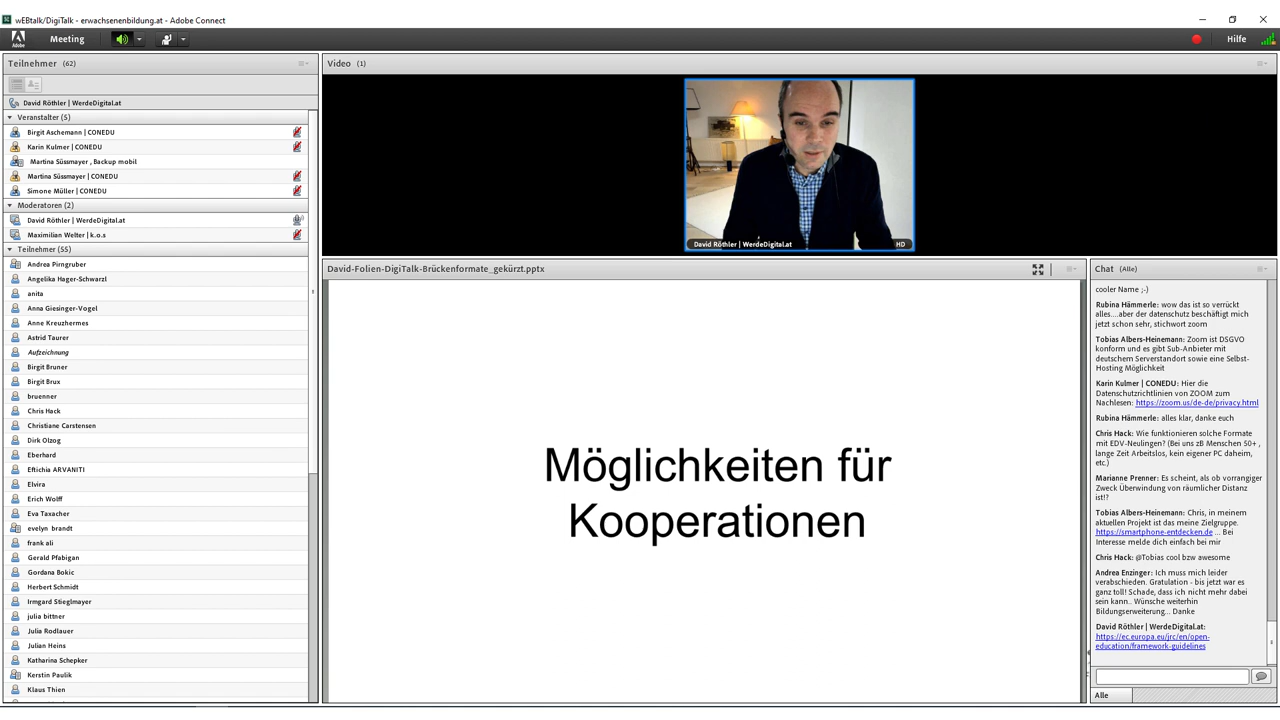 wEBtalk/DigiTalk - erwachsenenbildung.at - Adobe Connect
Adobe
Meeting
Hilfe
Teilnehmer (62)
David Röthler | WerdeDigital.at
Veranstalter (5)
Birgit Aschemann | CONEDU
Karin Kulmer | CONEDU
Martina Süssmayer , Backup mobil
Martina Süssmayer | CONEDU
Simone Müller | CONEDU
Moderatoren (2)
David Röthler | WerdeDigital.at
Maximilian Welter | k.o.s
Teilnehmer (55)
Andrea Pirngruber
Angelika Hager-Schwarzl
anita
Anna Giesinger-Vogel
Anne Kreuzhermes
Astrid Taurer
Aufzeichnung
Birgit Bruner
Birgit Brux
bruenner
Chris Hack
Christiane Carstensen
Dirk Olzog
Eberhard
Eftichia ARVANITI
Elvira
Erich Wolff
Eva Taxacher
evelyn brandt
frank ali
Gerald Pfabigan
Gordana Bokic
Herbert Schmidt
Irmgard Stieglmayer
julia bittner
Julia Rodlauer
Julian Heins
Katharina Schepker
Kerstin Paulik
Klaus Thien
Video (1)
David Röthler | WerdeDigital.at
HD
David-Folien-DigiTalk-Brückenformate_gekürzt.pptx
Möglichkeiten für
Kooperationen
Chat (Alle)
cooler Name ;-)
Rubina Hämmerle: wow das ist so verrückt
alles....aber der datenschutz beschäftigt mich
jetzt schon sehr, stichwort zoom
Tobias Albers-Heinemann: Zoom ist DSGVO
konform und es gibt Sub-Anbieter mit
deutschem Serverstandort sowie eine Selbst-
Hosting Möglichkeit
Karin Kulmer | CONEDU: Hier die
Datenschutzrichtlinien von ZOOM zum
Nachlesen: https://zoom.us/de-de/privacy.html
Rubina Hämmerle: alles klar, danke euch
Chris Hack: Wie funktionieren solche Formate
mit EDV-Neulingen? (Bei uns zB Menschen 50+ ,
lange Zeit Arbeitslos, kein eigener PC daheim,
etc.)
Marianne Prenner: Es scheint, als ob vorrangiger
Zweck Überwindung von räumlicher Distanz
ist!?
Tobias Albers-Heinemann: Chris, in meinem
aktuellen Projekt ist das meine Zielgruppe.
https://smartphone-entdecken.de ... Bei
Interesse melde dich einfach bei mir
Chris Hack: @Tobias cool bzw awesome
Andrea Enzinger: Ich muss mich leider
verabschieden. Gratulation - bis jetzt war es
ganz toll! Schade, dass ich nicht mehr dabei
sein kann.. Wünsche weiterhin
Bildungserweiterung... Danke
David Röthler | WerdeDigital.at:
https://ec.europa.eu/jrc/en/open-
education/framework-guidelines
Alle